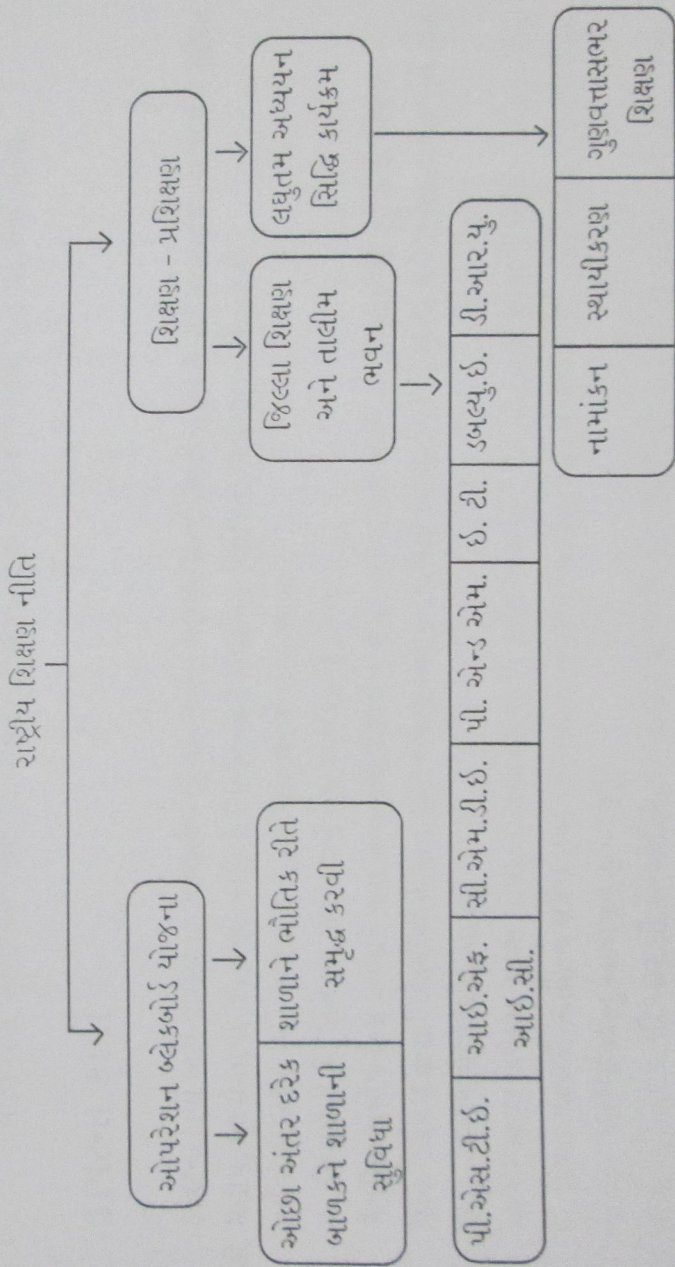 રાષ્ટ્રીય શિક્ષણ નીતિ
ઓપરેશન બ્લેકબોર્ડ યોજના
શિક્ષણ - પ્રશિક્ષણ
ઓછા અંતર દરેક
બાળકને શાળાની
સુવિધા
શાળાને ભૌતિક રીતે
સમૃદ્ધ કરવી
જિલ્લા શિક્ષણ
અને તાલીમ
ભવન
લઘુતમ અધ્યયન
સિદ્ધિ કાર્યક્રમ
પી.એસ.ટી.ઈ.
આઈ.એફ.
આઈ.સી.
સી.એમ.ડી.ઈ.
પી. એન્ડ એમ.
ઈ. ટી.
ડબલ્યુ.ઈ.
ડી.આર.યુ.
નામાંકન
સ્થાયીકરણ
ગુણવત્તાસભર
શિક્ષણ